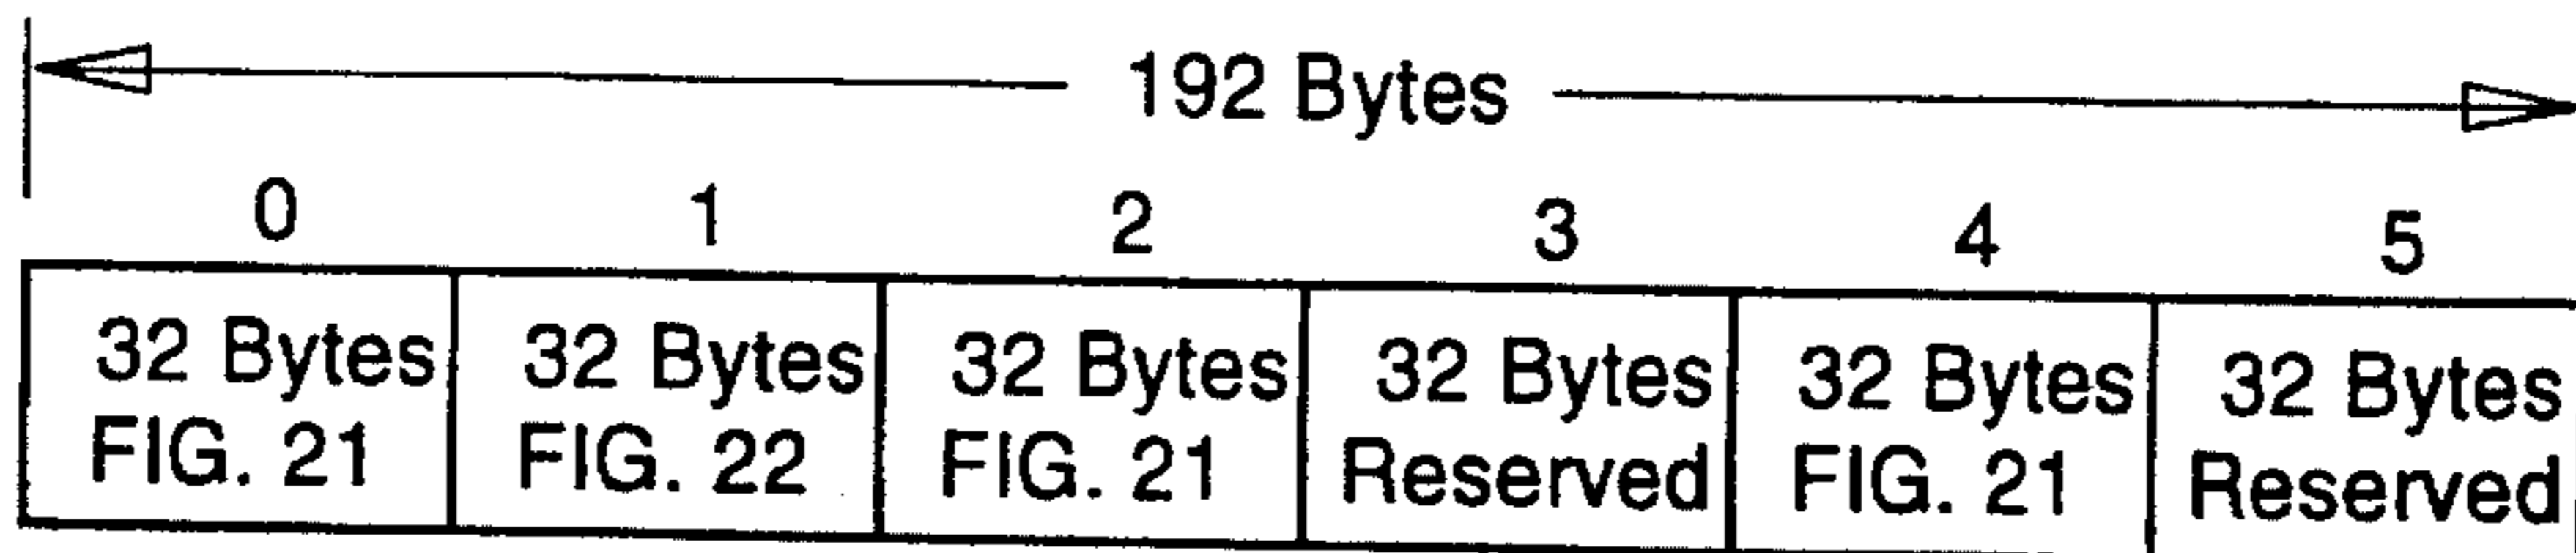 192 Bytes
0 1 2 3 4 5
32 Bytes 32 Bytes 32 Bytes 32 Bytes 32 Bytes 32 Bytes
FIG. 21 FIG. 22 FIG. 21 Reserved FIG. 21 Reserved